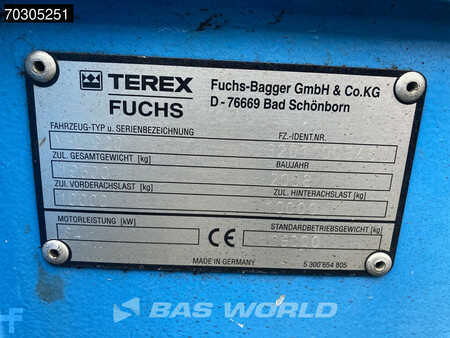 70305251
TEREX
FUCHS
Fuchs-Bagger GmbH & Co.KG
D-76669 Bad Schönborn
FAHRZEUG-TYP u. SERIENBEZEICHNUNG
FZ.-IDENT.NR.
ZUL. GESAMTGEWICHT [kg]
BAUJAHR
ZUL. VORDERACHSLAST [kg]
ZUL. HINTERACHSLAST [kg]
MOTORLEISTUNG [kW]
CE
STANDARDBETRIEBSGEWICHT [kg]
MADE IN GERMANY
5 300 654 805
BAS WORLD